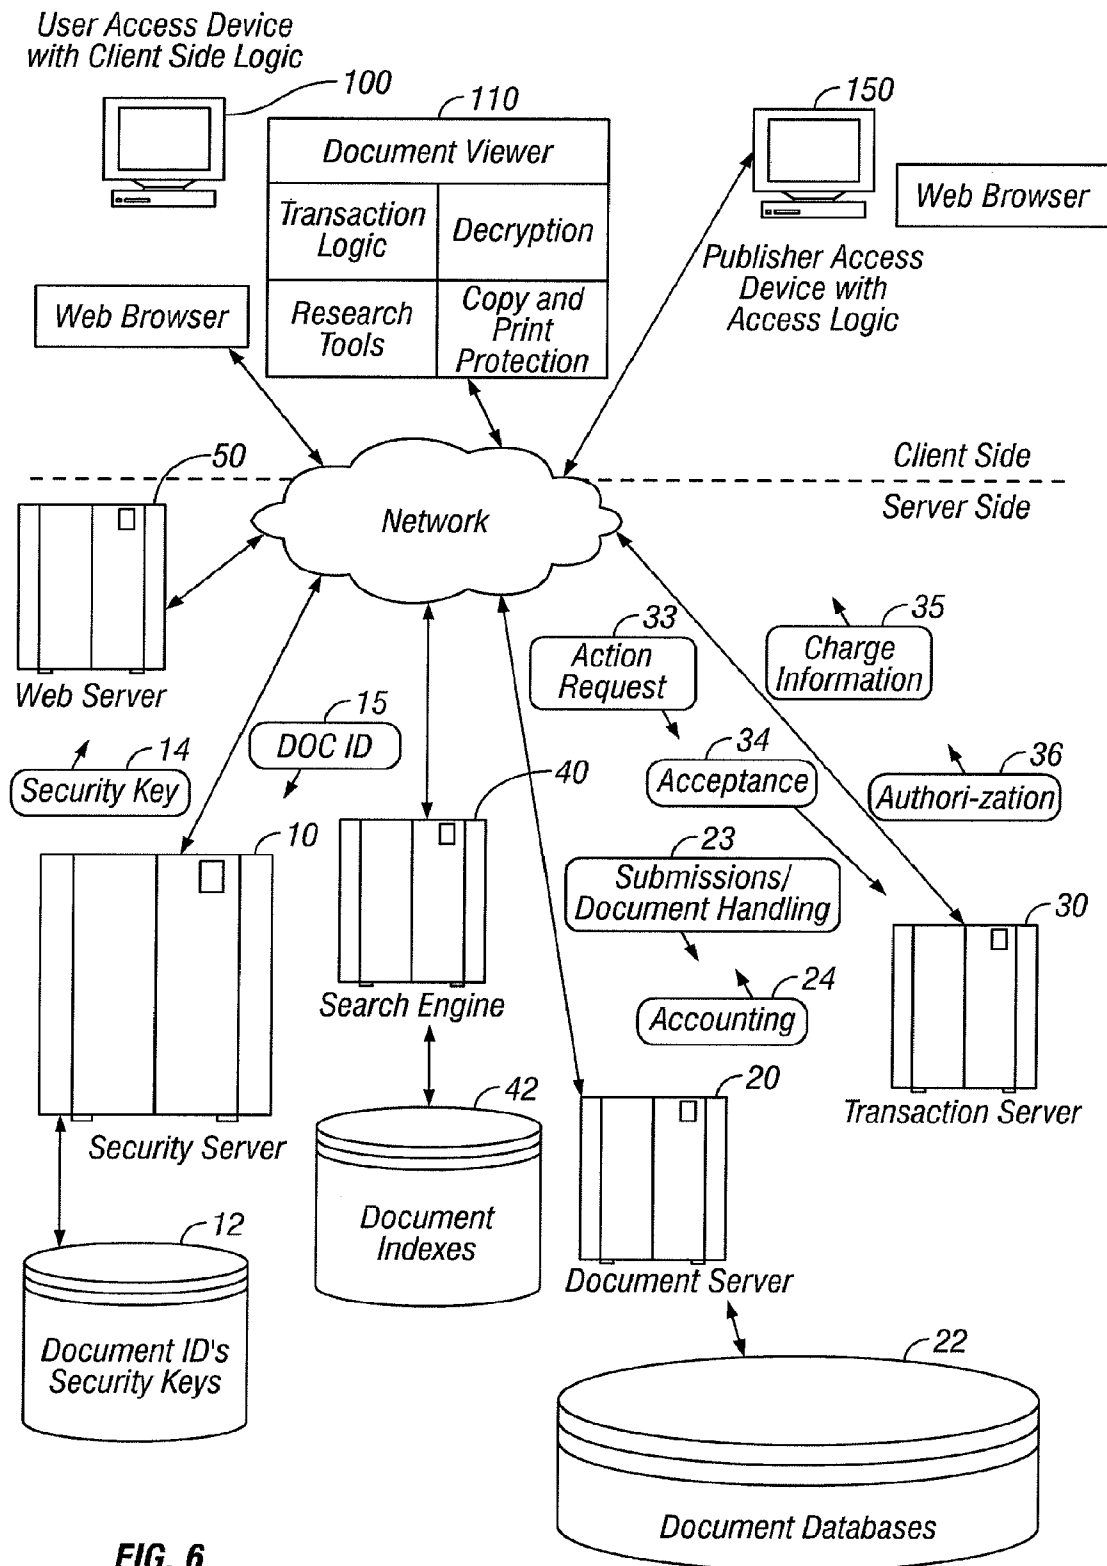 User Access Device
with Client Side Logic
100
110
150
Document Viewer
Transaction
Logic
Decryption
Research
Tools
Copy and
Print
Protection
Web Browser
Web Browser
Publisher Access
Device with
Access Logic
Client Side
Server Side
Network
50
Web Server
14
Security Key
15
DOC ID
33
Action
Request
35
Charge
Information
34
Acceptance
36
Authori-zation
10
40
23
Submissions/
Document Handling
24
Accounting
30
Search Engine
Security Server
Transaction Server
42
Document
Indexes
20
Document Server
12
Document ID's
Security Keys
22
Document Databases
FIG. 6